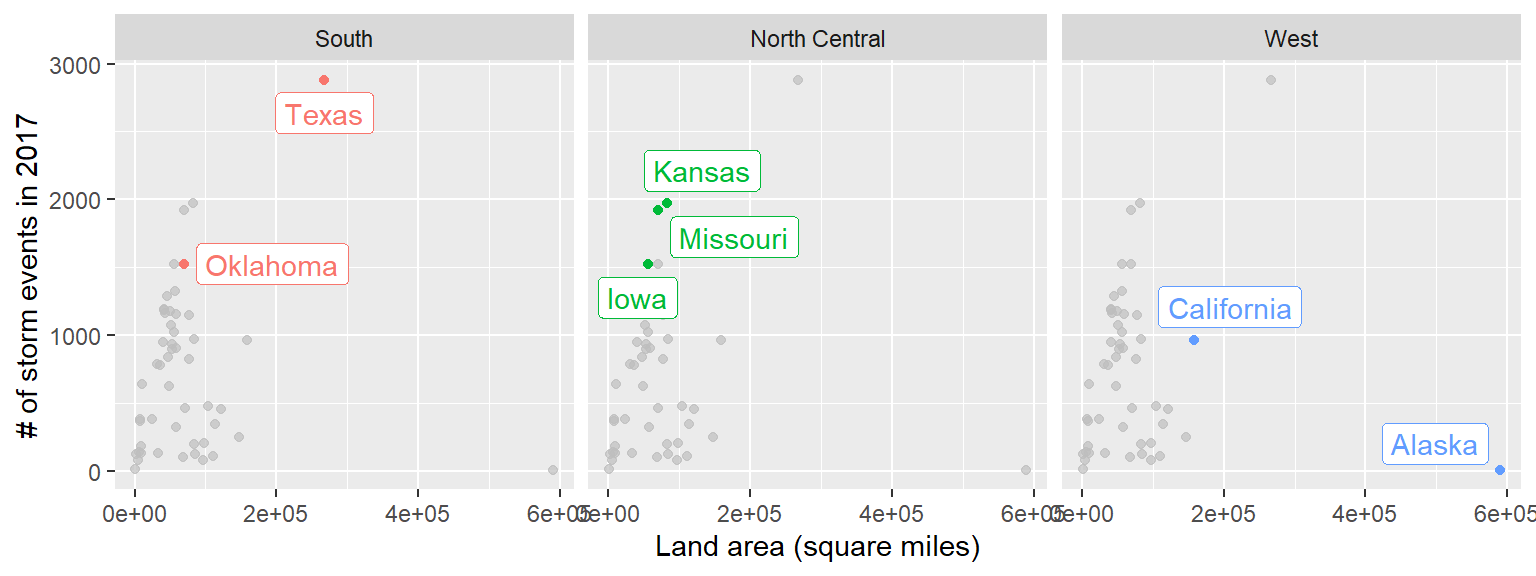 South
North Central
West
# of storm events in 2017
3000
2000
1000
0
Texas
Oklahoma
Kansas
Missouri
Iowa
California
Alaska
0e+00 2e+05 4e+05 6e+05 0e+00 2e+05 4e+05 6e+05 0e+00 2e+05 4e+05 6e+05
Land area (square miles)